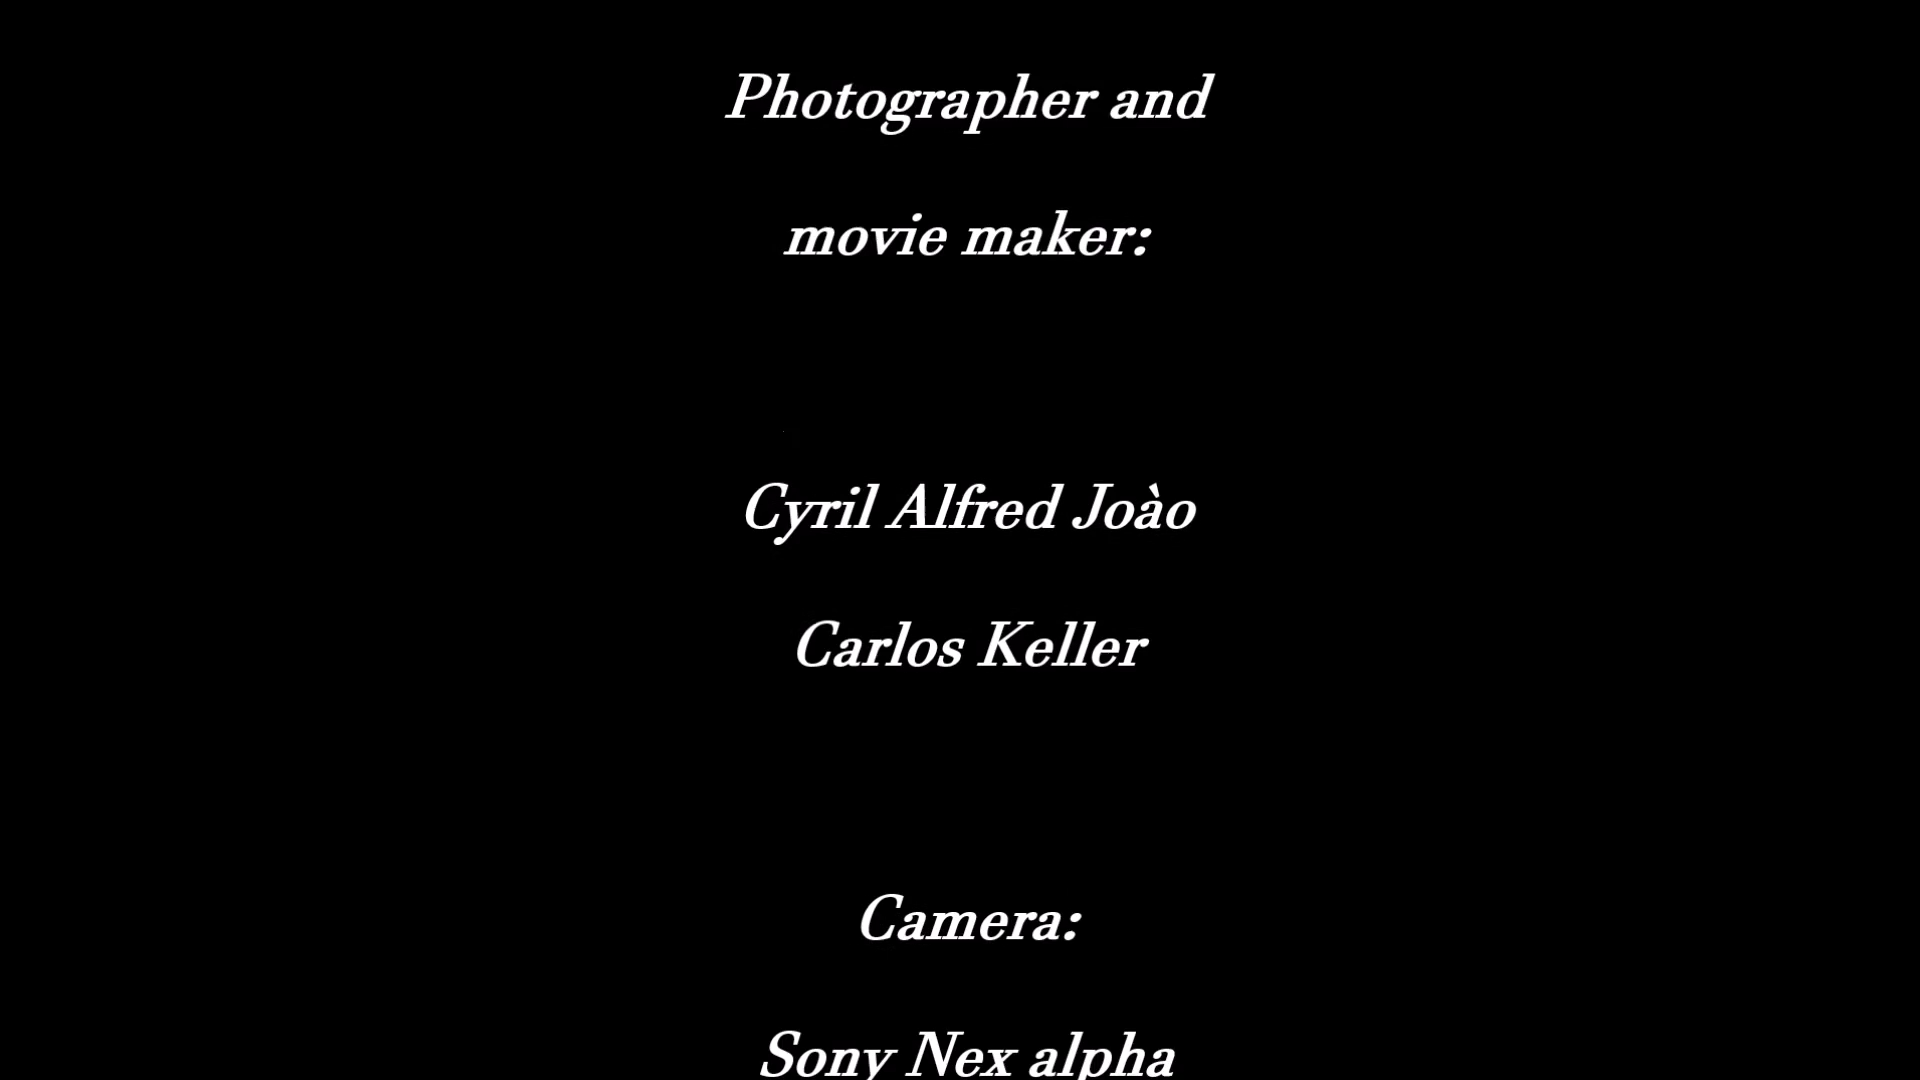 Photographer and
movie maker:
Cyril Alfred Joào
Carlos Keller
Camera:
Sony Nex alpha